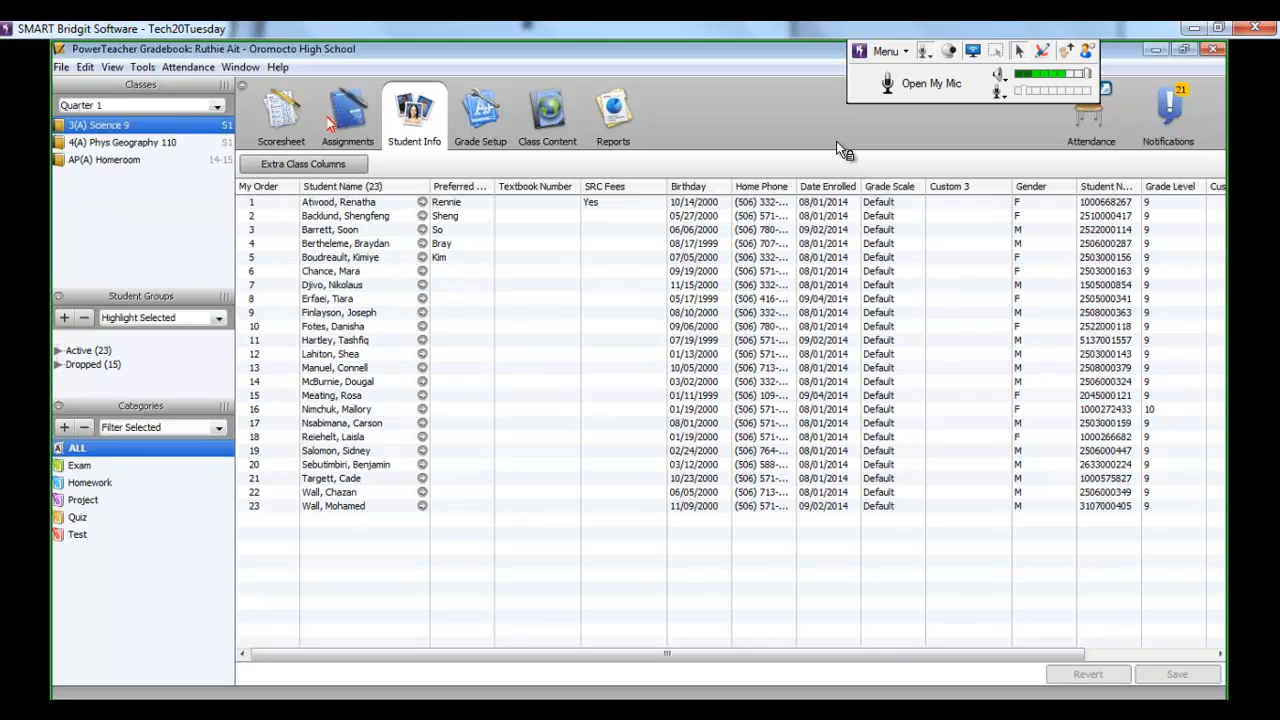 SMART Bridgit Software - Tech20Tuesday
PowerTeacher Gradebook: Ruthie Ait - Oromocto High School
File Edit View Tools Attendance Window Help
Menu
Open My Mic
Classes
Quarter 1
3(A) Science 9 S1
4(A) Phys Geography 110 S1
AP(A) Homeroom 14-15
Scoresheet Assignments Student Info Grade Setup Class Content Reports Attendance Notifications
21
Extra Class Columns
My Order Student Name (23) Preferred ... Textbook Number SRC Fees Birthday Home Phone Date Enrolled Grade Scale Custom 3 Gender Student N... Grade Level Cus
1 Atwood, Renatha Rennie Yes 10/14/2000 (506) 332-... 08/01/2014 Default F 1000668267 9
2 Backlund, Shengfeng Sheng 05/27/2000 (506) 571-... 08/01/2014 Default F 2510000417 9
3 Barrett, Soon So 06/06/2000 (506) 780-... 09/02/2014 Default M 2522000114 9
4 Bertheleme, Braydan Bray 08/17/1999 (506) 707-... 08/01/2014 Default M 2506000287 9
5 Boudreault, Kimiye Kim 07/05/2000 (506) 332-... 08/01/2014 Default F 2503000156 9
6 Chance, Mara 09/19/2000 (506) 571-... 08/01/2014 Default F 2503000163 9
7 Djivo, Nikolaus 11/15/2000 (506) 332-... 08/01/2014 Default M 1505000854 9
8 Erfaei, Tiara 05/17/1999 (506) 416-... 09/04/2014 Default F 2505000341 9
9 Finlayson, Joseph 08/10/2000 (506) 332-... 08/01/2014 Default M 2508000363 9
10 Fotes, Danisha 09/06/2000 (506) 780-... 08/01/2014 Default F 2522000118 9
11 Hartley, Tashfiq 07/19/1999 (506) 571-... 09/02/2014 Default M 5137001557 9
12 Lahiton, Shea 01/13/2000 (506) 571-... 08/01/2014 Default M 2503000143 9
13 Manuel, Connell 10/05/2000 (506) 713-... 08/01/2014 Default M 2508000379 9
14 McBurnie, Dougal 03/02/2000 (506) 332-... 08/01/2014 Default M 2506000324 9
15 Meating, Rosa 01/11/1999 (506) 109-... 09/04/2014 Default F 2045000121 9
16 Nimchuk, Mallory 01/19/2000 (506) 571-... 08/01/2014 Default F 1000272433 10
17 Nsabimana, Carson 08/01/2000 (506) 571-... 08/01/2014 Default M 2503000159 9
18 Reiehelt, Laisla 01/19/2000 (506) 571-... 08/01/2014 Default F 1000266682 9
19 Salomon, Sidney 02/24/2000 (506) 764-... 08/01/2014 Default M 2506000447 9
20 Sebutimbiri, Benjamin 03/12/2000 (506) 588-... 08/01/2014 Default M 2633000224 9
21 Targett, Cade 10/23/2000 (506) 571-... 08/01/2014 Default M 1000575827 9
22 Wall, Chazan 06/05/2000 (506) 713-... 08/01/2014 Default M 2506000349 9
23 Wall, Mohamed 11/09/2000 (506) 571-... 09/02/2014 Default M 3107000405 9
Student Groups
Highlight Selected
Active (23)
Dropped (15)
Categories
Filter Selected
ALL
Exam
Homework
Project
Quiz
Test
Revert Save